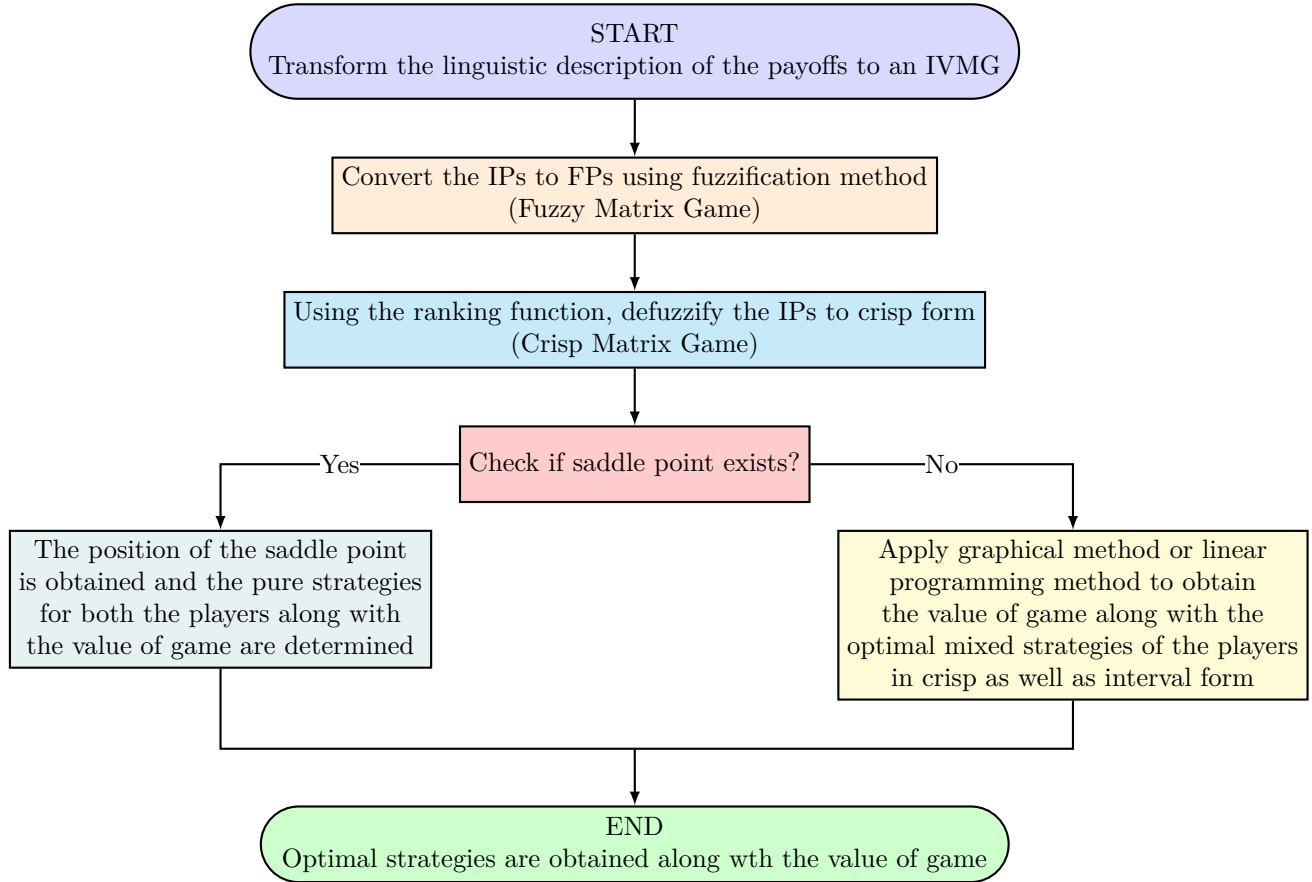 START
Transform the linguistic description of the payoffs to an IVMG
Convert the IPs to FPs using fuzzification method
(Fuzzy Matrix Game)
Using the ranking function, defuzzify the IPs to crisp form
(Crisp Matrix Game)
Check if saddle point exists?
Yes
No
The position of the saddle point
is obtained and the pure strategies
for both the players along with
the value of game are determined
Apply graphical method or linear
programming method to obtain
the value of game along with the
optimal mixed strategies of the players
in crisp as well as interval form
END
Optimal strategies are obtained along wth the value of game